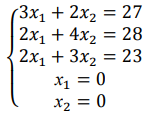 3x₁ + 2x₂ = 27
2x₁ + 4x₂ = 28
2x₁ + 3x₂ = 23
x₁ = 0
x₂ = 0